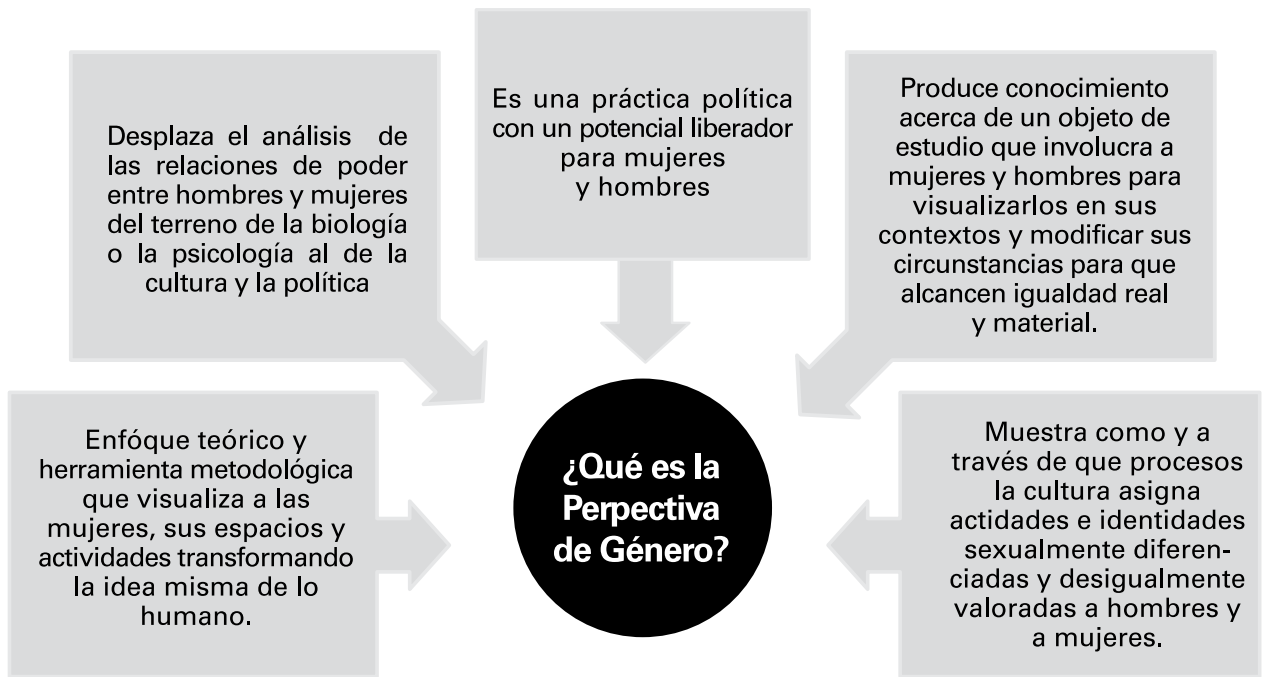 Desplaza el análisis de
las relaciones de poder
entre hombres y mujeres
del terreno de la biología
o la psicología al de la
cultura y la política
Es una práctica política
con un potencial liberador
para mujeres
y hombres
Produce conocimiento
acerca de un objeto de
estudio que involucra a
mujeres y hombres para
visualizarlos en sus
contextos y modificar sus
circunstancias para que
alcancen igualdad real
y material.
Enfóque teórico y
herramienta metodológica
que visualiza a las
mujeres, sus espacios y
actividades transformando
la idea misma de lo
humano.
¿Qué es la
Perpectiva
de Género?
Muestra como y a
través de que procesos
la cultura asigna
actidades e identidades
sexualmente diferen-
ciadas y desigualmente
valoradas a hombres y
a mujeres.